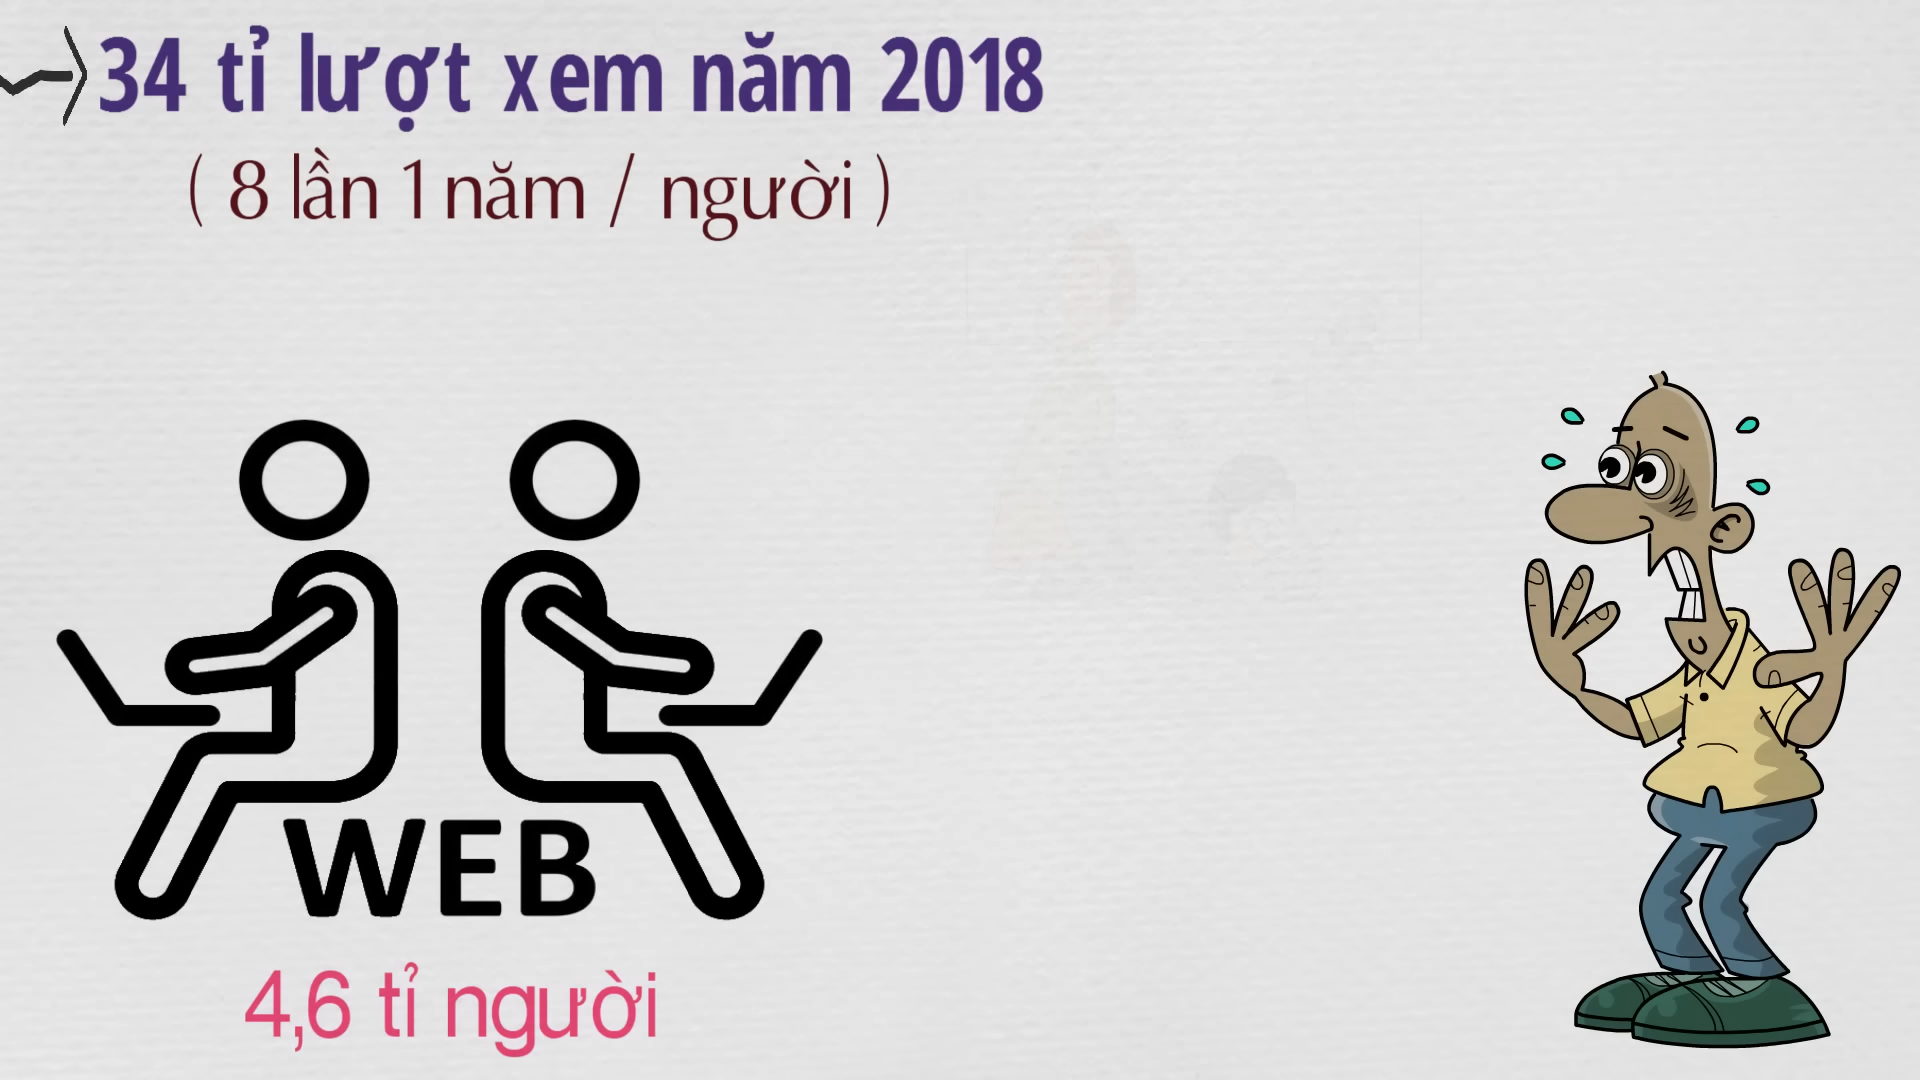 34 tỉ lượt xem năm 2018
( 8 lần 1 năm / người )
WEB
4,6 tỉ người